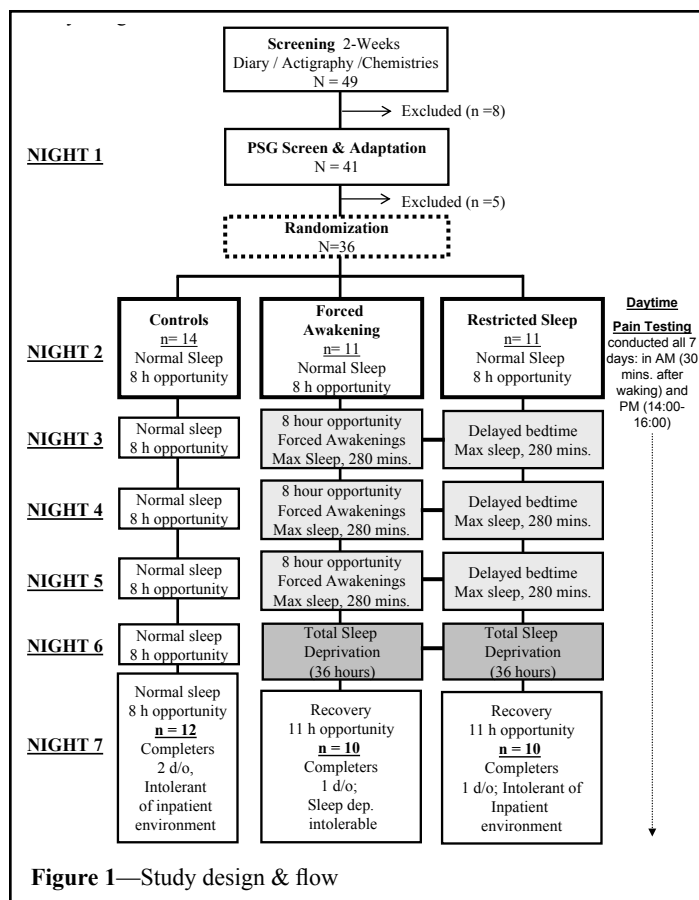 Screening 2-Weeks
Diary / Actigraphy /Chemistries
N = 49
Excluded (n =8)
NIGHT 1
PSG Screen & Adaptation
N = 41
Excluded (n =5)
Randomization
N=36
NIGHT 2
Controls
n= 14
Normal Sleep
8 h opportunity
Forced
Awakening
n= 11
Normal Sleep
8 h opportunity
Restricted Sleep
n= 11
Normal Sleep
8 h opportunity
Daytime
Pain Testing
conducted all 7
days: in AM (30
mins. after
waking) and
PM (14:00-
16:00)
NIGHT 3
Normal sleep
8 h opportunity
8 hour opportunity
Forced Awakenings
Max Sleep, 280 mins.
Delayed bedtime
Max sleep, 280 mins.
NIGHT 4
Normal sleep
8 h opportunity
8 hour opportunity
Forced Awakenings
Max sleep, 280 mins.
Delayed bedtime
Max sleep, 280 mins.
NIGHT 5
Normal sleep
8 h opportunity
8 hour opportunity
Forced Awakenings
Max sleep, 280 mins.
Delayed bedtime
Max sleep, 280 mins.
NIGHT 6
Normal sleep
8 h opportunity
Total Sleep
Deprivation
(36 hours)
Total Sleep
Deprivation
(36 hours)
NIGHT 7
Normal sleep
8 h opportunity
n = 12
Completers
2 d/o,
Intolerant
of inpatient
environment
Recovery
11 h opportunity
n = 10
Completers
1 d/o;
Sleep dep.
intolerable
Recovery
11 h opportunity
n = 10
Completers
1 d/o; Intolerant of
Inpatient
environment
Figure 1—Study design & flow